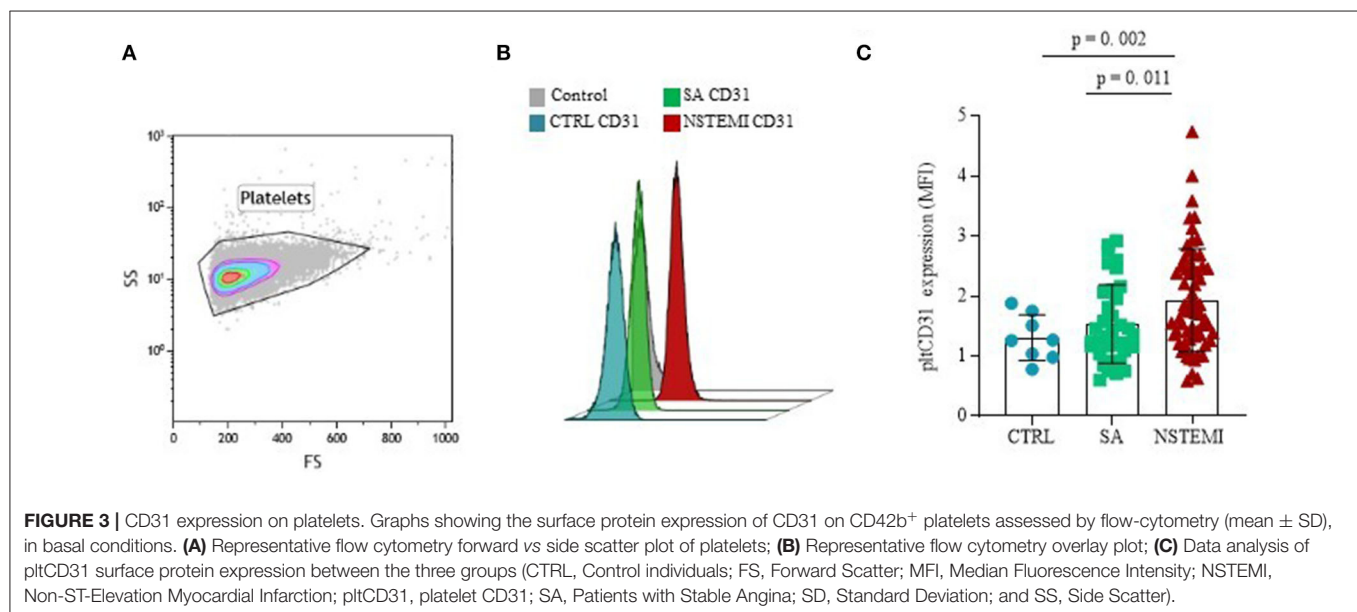 A
B
C
p = 0. 002
p = 0. 011
Control
SA CD31
CTRL CD31
NSTEMI CD31
10³
10²
10¹
10⁰
Platelets
SS
0 200 400 600 800 1000
FS
pltCD31 expression (MFI)
5
4
3
2
1
0
CTRL SA NSTEMI
FIGURE 3 | CD31 expression on platelets. Graphs showing the surface protein expression of CD31 on CD42b⁺ platelets assessed by flow-cytometry (mean ± SD),
in basal conditions. (A) Representative flow cytometry forward vs side scatter plot of platelets; (B) Representative flow cytometry overlay plot; (C) Data analysis of
pltCD31 surface protein expression between the three groups (CTRL, Control individuals; FS, Forward Scatter; MFI, Median Fluorescence Intensity; NSTEMI,
Non-ST-Elevation Myocardial Infarction; pltCD31, platelet CD31; SA, Patients with Stable Angina; SD, Standard Deviation; and SS, Side Scatter).